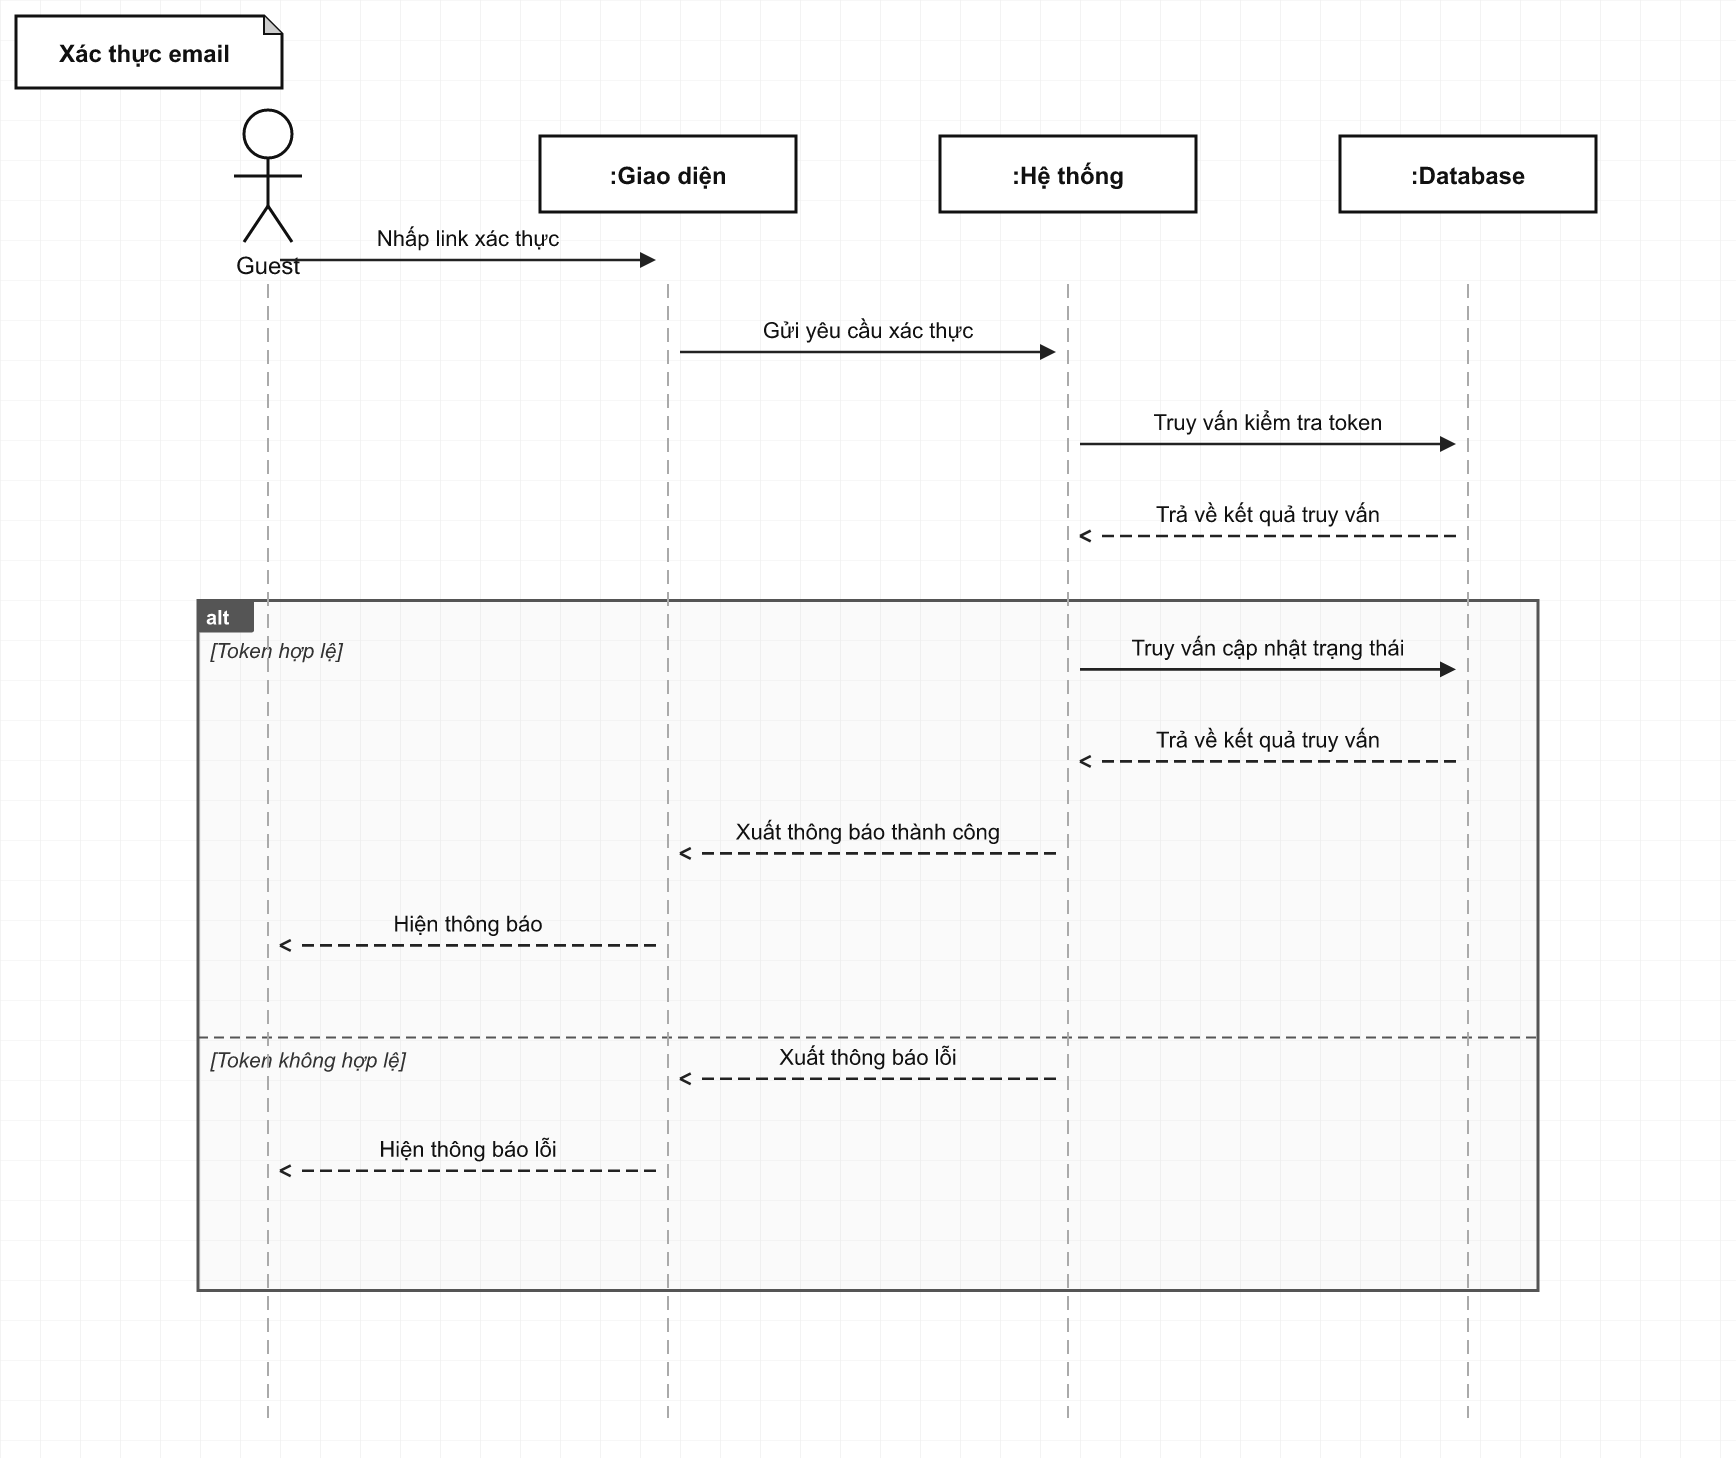 Xác thực email
:Giao diện
:Hệ thống
:Database
Guest
Nhấp link xác thực
Gửi yêu cầu xác thực
Truy vấn kiểm tra token
Trả về kết quả truy vấn
alt
[Token hợp lệ]
Truy vấn cập nhật trạng thái
Trả về kết quả truy vấn
Xuất thông báo thành công
Hiện thông báo
[Token không hợp lệ]
Xuất thông báo lỗi
Hiện thông báo lỗi